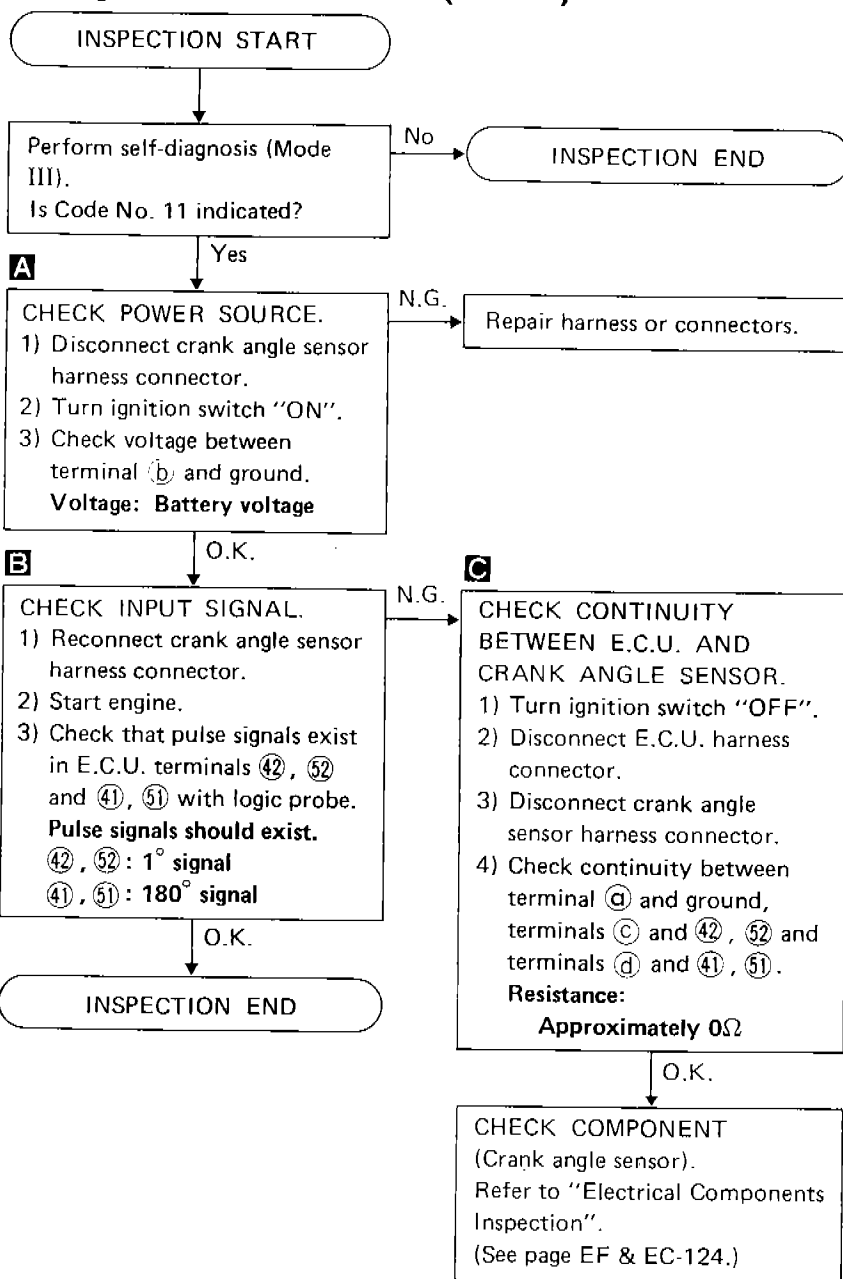 INSPECTION START
Perform self-diagnosis (Mode
III).
Is Code No. 11 indicated?
No
INSPECTION END
Yes
A
CHECK POWER SOURCE.
1) Disconnect crank angle sensor
harness connector.
2) Turn ignition switch "ON".
3) Check voltage between
terminal ⓑ and ground.
Voltage: Battery voltage
N.G.
Repair harness or connectors.
O.K.
B
CHECK INPUT SIGNAL.
1) Reconnect crank angle sensor
harness connector.
2) Start engine.
3) Check that pulse signals exist
in E.C.U. terminals ㊷, 52
and ㊶, 51 with logic probe.
Pulse signals should exist.
㊷, 52: 1° signal
㊶, 51: 180° signal
N.G.
O.K.
INSPECTION END
C
CHECK CONTINUITY
BETWEEN E.C.U. AND
CRANK ANGLE SENSOR.
1) Turn ignition switch "OFF".
2) Disconnect E.C.U. harness
connector.
3) Disconnect crank angle
sensor harness connector.
4) Check continuity between
terminal ⓐ and ground,
terminals ⓒ and ㊷, 52 and
terminals ⓓ and ㊶, 51.
Resistance:
Approximately 0Ω
O.K.
CHECK COMPONENT
(Crank angle sensor).
Refer to "Electrical Components
Inspection".
(See page EF & EC-124.)